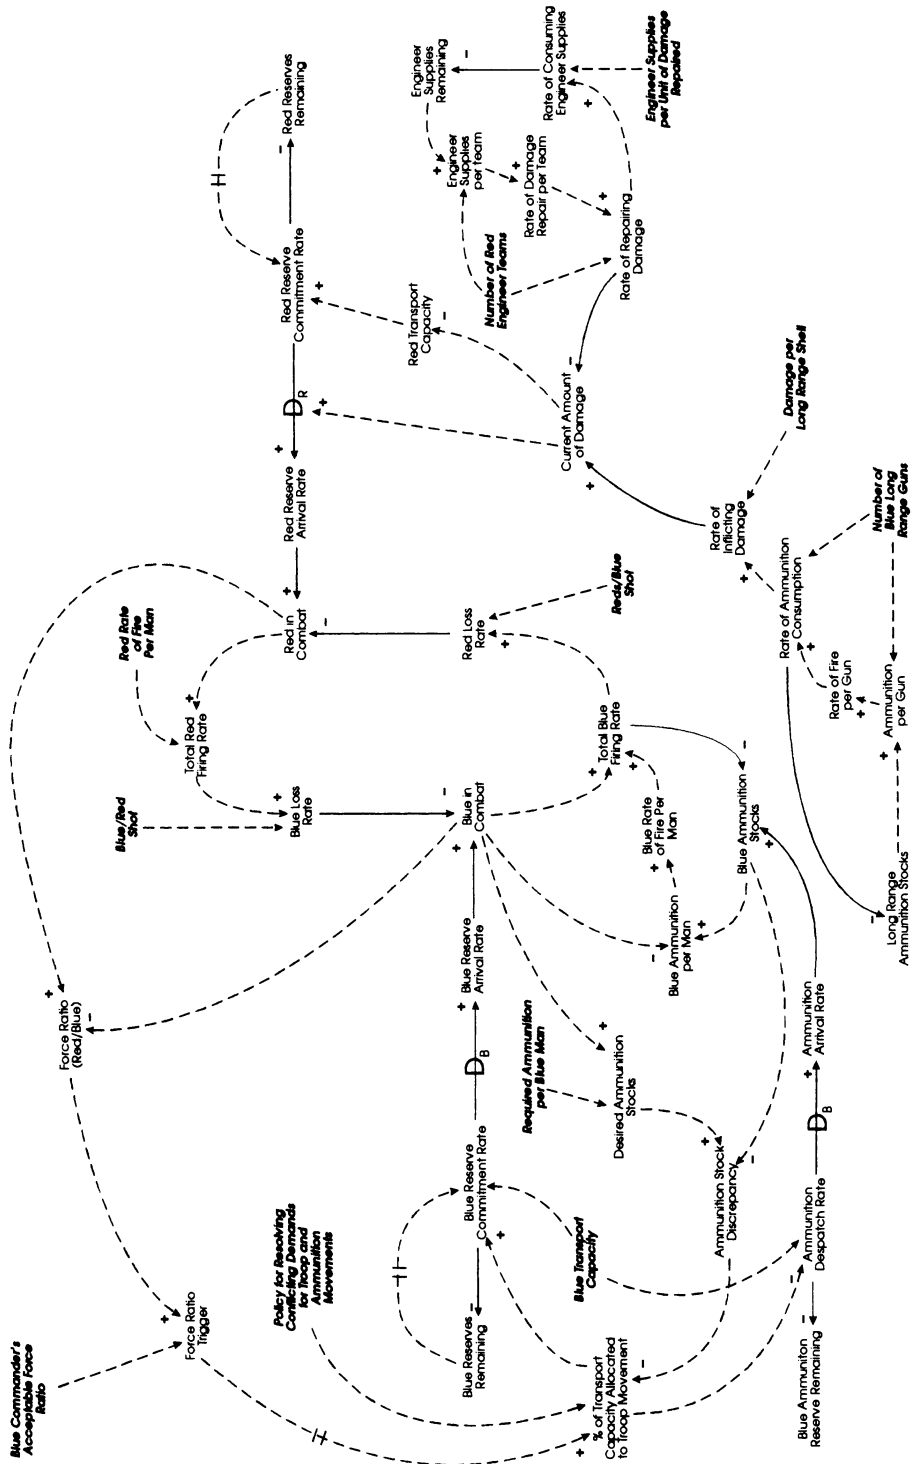 Blue Commander's
Acceptable Force
Ratio
Force Ratio
Trigger
+
Force Ratio
(Red/Blue)
+
-
Blue/Red
Shot
Red Rate
of Fire
Per Man
Total Red
Firing Rate
+
Blue Loss
Rate
+
Red in
Combat
+
-
Red Reserve
Arrival Rate
+
D R
+
Red Reserve
Commitment Rate
+
Red Reserves
Remaining
-
H
Policy for Resolving
Conflicting Demands
for Troop and
Ammunition
Movements
H
Blue Reserves
Remaining
-
H
Blue Reserve
Commitment Rate
+
D B
Blue Reserve
Arrival Rate
+
Blue in
Combat
+
-
Red Loss
Rate
+
Reds/Blue
Shot
Red Transport
Capacity
-
Number of Red
Engineer Teams
Engineer
Supplies
per team
+
Engineer
Supplies
Remaining
-
Rate of Damage
Repair per Team
+
Rate of Consuming
Engineer Supplies
+
Engineer Supplies
per Unit of Damage
Repaired
Rate of Repairing
Damage
+
Current Amount
of Damage
-
+
Required Ammunition
per Blue Man
Desired Ammunition
Stocks
+
Blue Transport
Capacity
% of Transport
Capacity Allocated
to Troop Movement
+
-
Ammunition Stock
Discrepancy
+
-
Blue Ammunition
per Man
-
+
Blue Rate
of Fire Per
Man
+
Total Blue
Firing Rate
+
+
Blue Ammunition
Stocks
-
+
Blue Ammuniton
Reserve Remaining
-
Ammunition
Despatch Rate
-
D B
Ammunition
Arrival Rate
+
Rate of
Inflicting
Damage
+
Damage per
Long Range Shell
Rate of Ammunition
Consumption
+
Rate of Fire
per Gun
+
Ammunition
per Gun
+
Number of
Blue Long
Range Guns
Long Range
Ammunition Stocks
-